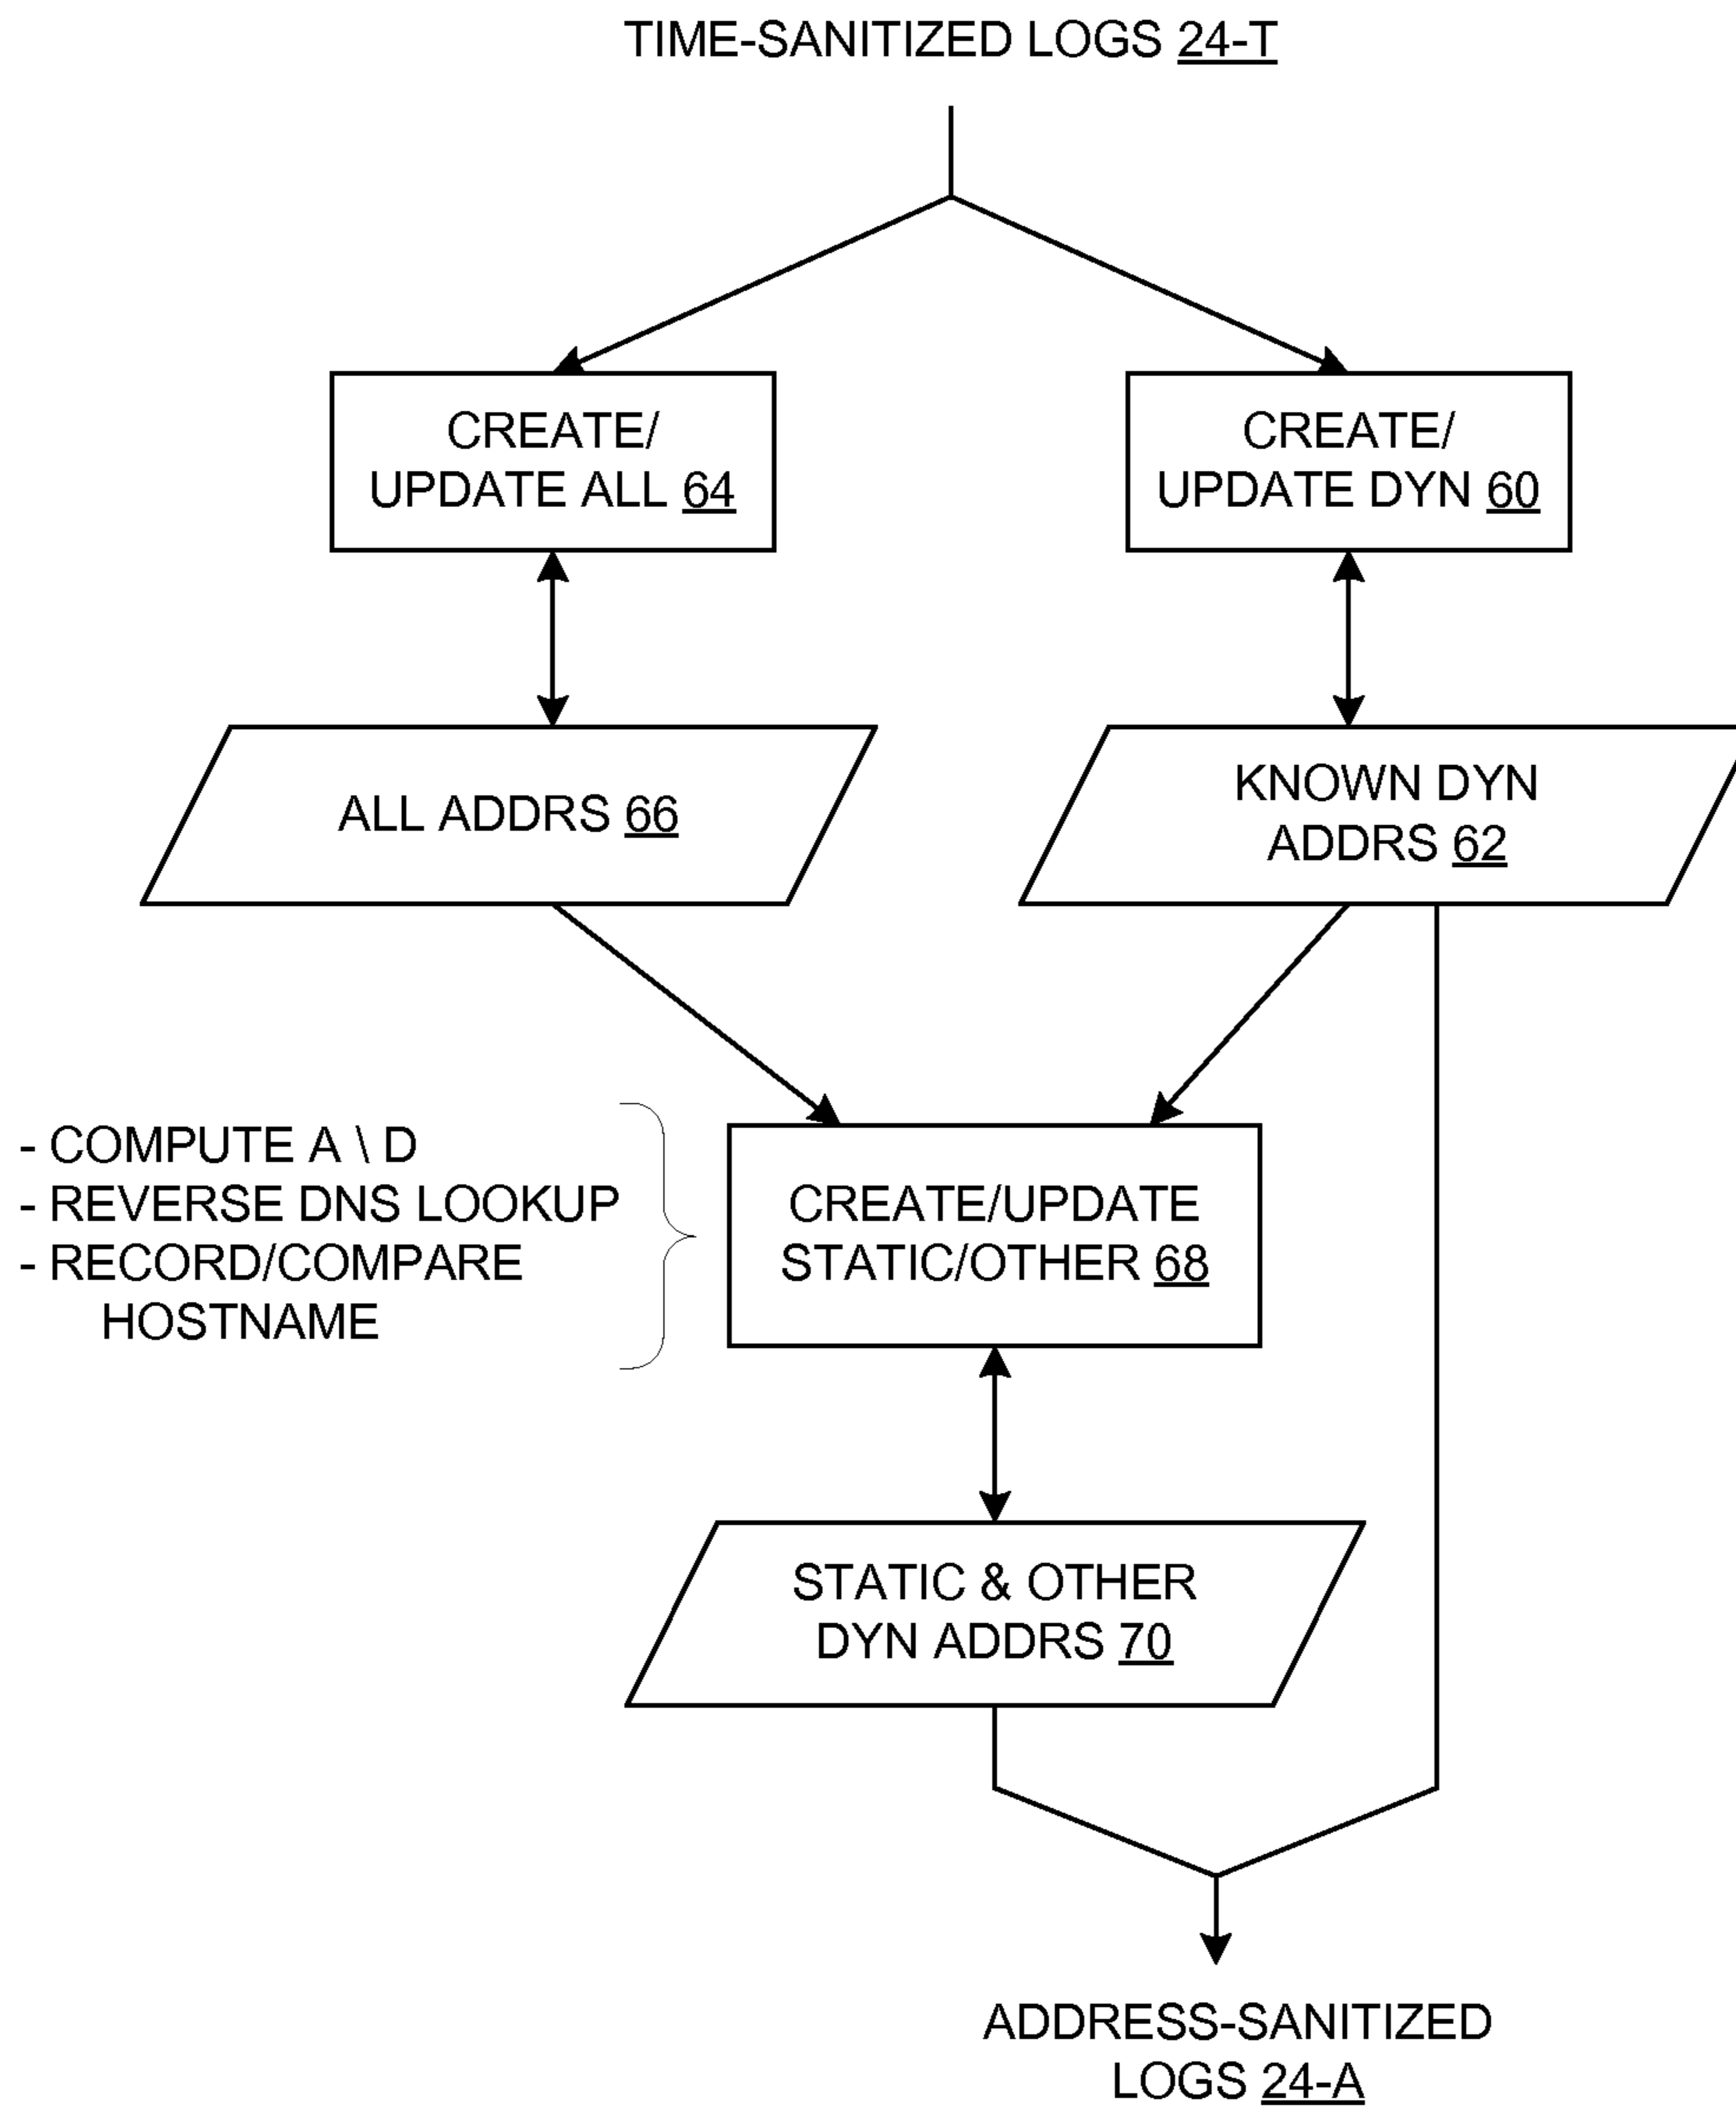 TIME-SANITIZED LOGS 24-T
CREATE/
UPDATE ALL 64
CREATE/
UPDATE DYN 60
ALL ADDRS 66
KNOWN DYN
ADDRS 62
- COMPUTE A \ D
- REVERSE DNS LOOKUP
- RECORD/COMPARE
HOSTNAME
CREATE/UPDATE
STATIC/OTHER 68
STATIC & OTHER
DYN ADDRS 70
ADDRESS-SANITIZED
LOGS 24-A